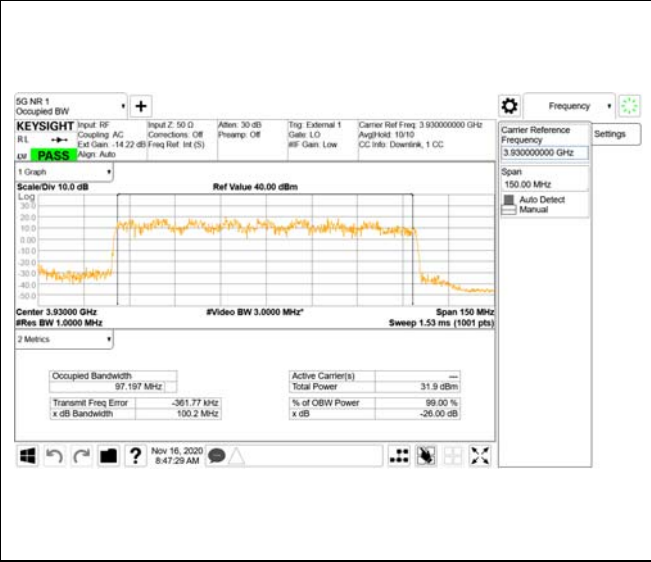 5G NR 1
Occupied BW
Frequency
KEYSIGHT Input: RF Input Z: 50 Ω Atten: 30 dB Trig: External 1 Carrier Ref Freq: 3.930000000 GHz
R L Coupling: AC Corrections: Off Preamp: Off Gate: LO Avg|Hold: 10/10
Ext Gain: -14.22 dB Freq Ref: Int (S) #IF Gain: Low CC Info: Downlink, 1 CC
PASS Align: Auto
Carrier Reference
Frequency
3.930000000 GHz
Settings
Span
150.00 MHz
Auto Detect
Manual
1 Graph
Scale/Div 10.0 dB Ref Value 40.00 dBm
Log
30.0
20.0
10.0
0.00
-10.0
-20.0
-30.0
-40.0
-50.0
Center 3.93000 GHz #Video BW 3.0000 MHz* Span 150 MHz
#Res BW 1.0000 MHz Sweep 1.53 ms (1001 pts)
2 Metrics
Occupied Bandwidth
97.197 MHz
Transmit Freq Error -361.77 kHz
x dB Bandwidth 100.2 MHz
Active Carrier(s) —
Total Power 31.9 dBm
% of OBW Power 99.00 %
x dB -26.00 dB
Nov 16, 2020
8:47:29 AM